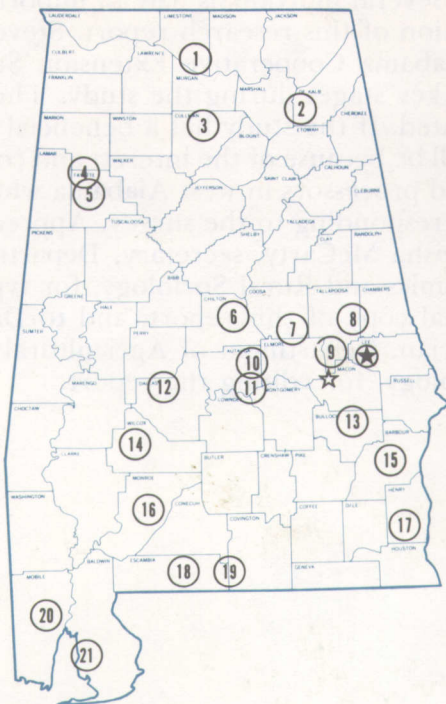 LAUDERDALE
LIMESTONE
MADISON
JACKSON
COLBERT
LAWRENCE
FRANKLIN
MORGAN
MARSHALL
DE KALB
1
2
3
CULLMAN
MARION
WINSTON
BLOUNT
ETOWAH
CHEROKEE
LAMAR
4
FAYETTE
5
WALKER
JEFFERSON
SAINT CLAIR
CALHOUN
CLEBURNE
PICKENS
TUSCALOOSA
SHELBY
TALLADEGA
CLAY
RANDOLPH
BIBB
GREENE
HALE
PERRY
CHILTON
COOSA
TALLAPOOSA
CHAMBERS
6
7
8
SUMTER
AUTAUGA
ELMORE
LEE
9
MACON
10
11
12
DALLAS
MARENGO
LOWNDES
MONTGOMERY
RUSSELL
CHOCTAW
BULLOCK
13
WILCOX
14
BARBOUR
15
CLARKE
BUTLER
CRENSHAW
PIKE
MONROE
16
CONECUH
HENRY
WASHINGTON
COVINGTON
COFFEE
DALE
17
HOUSTON
BALDWIN
ESCAMBIA
18
19
GENEVA
MOBILE
20
21